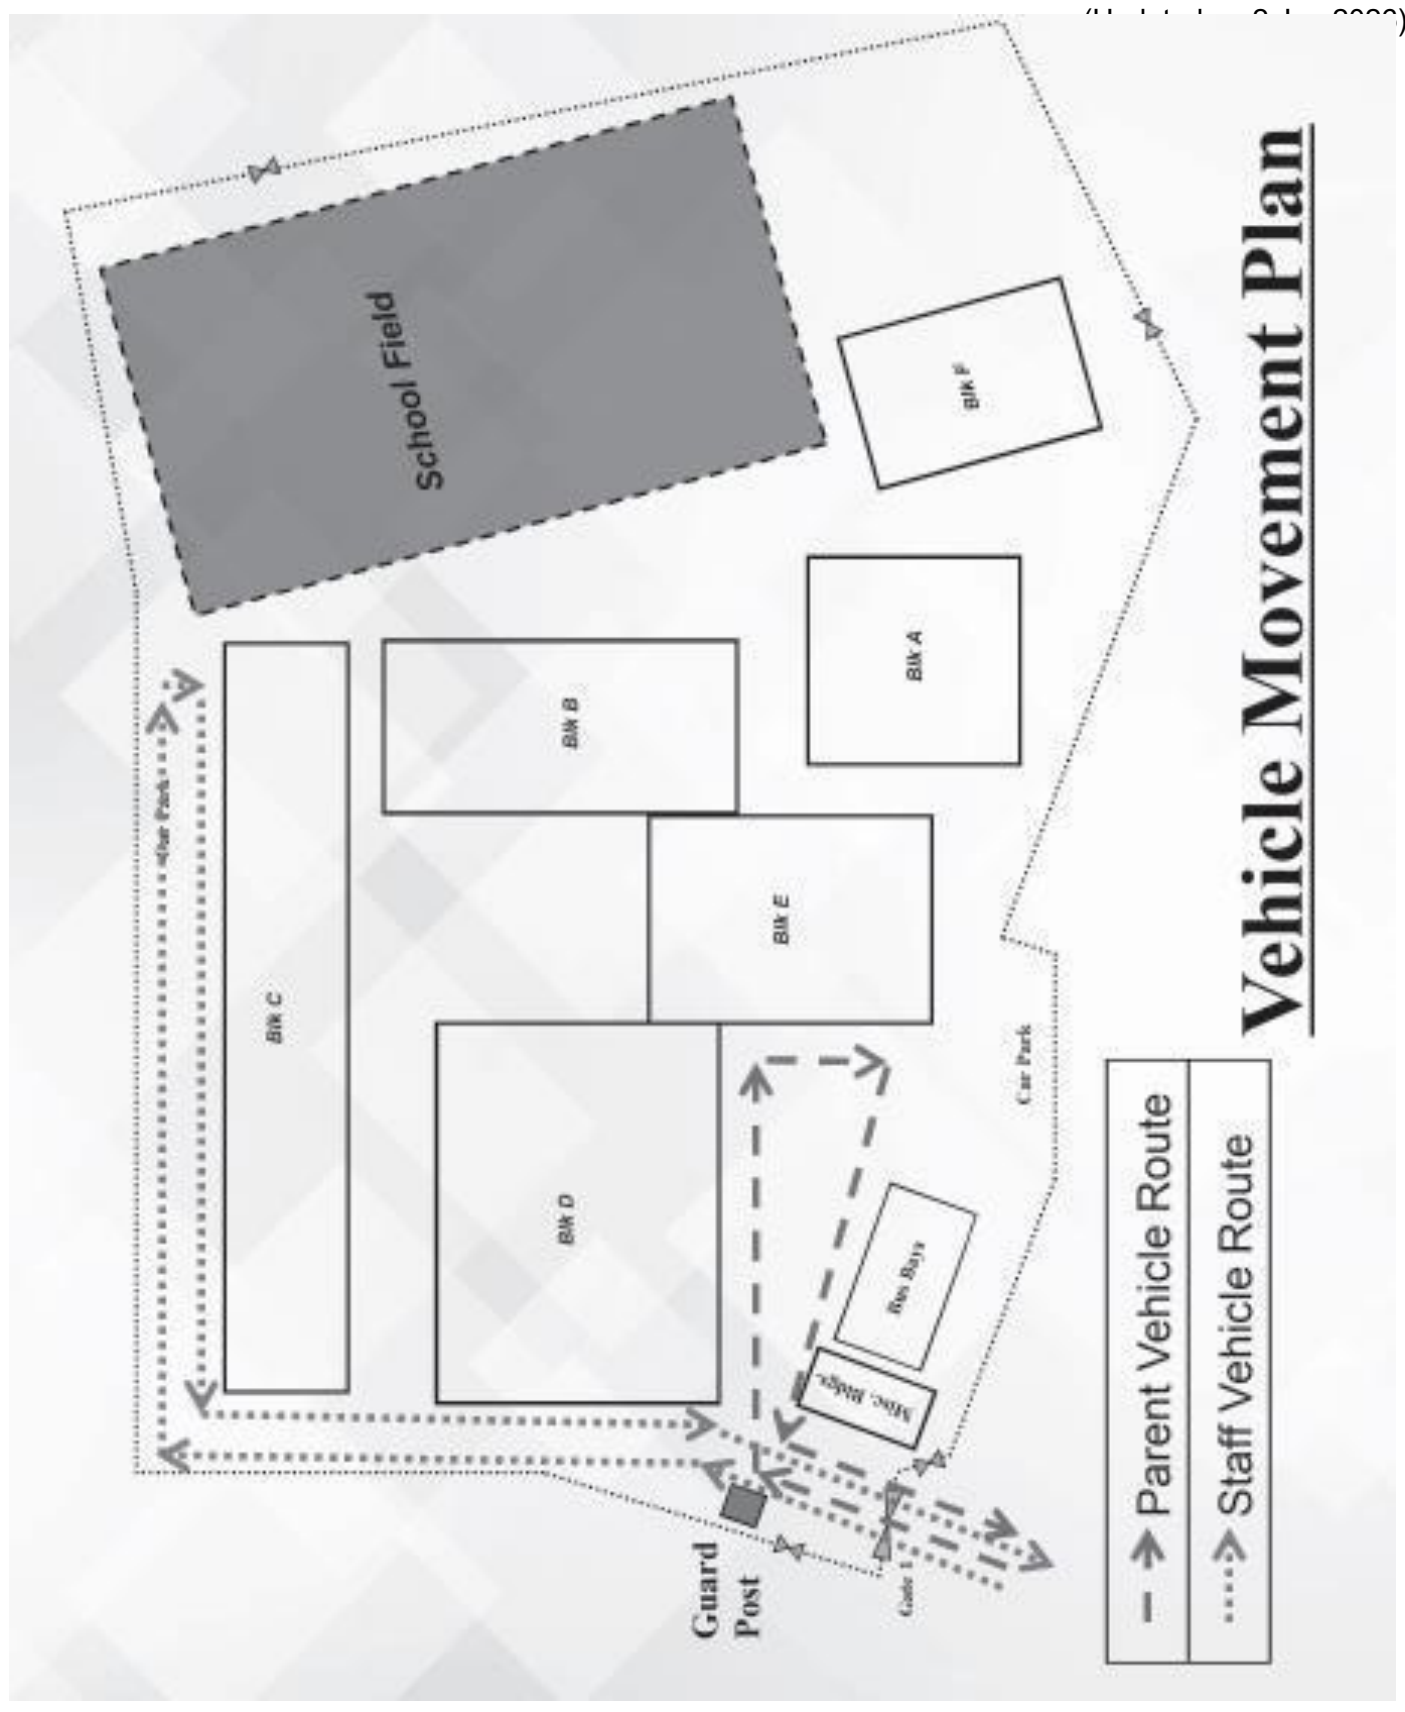 Vehicle Movement Plan
School Field
Blk F
Blk A
Blk B
Blk E
Blk C
Blk D
Car Park
Car Park
Bus Bays
Misc. Bldgs.
Guard
Post
Gate 1
Parent Vehicle Route
Staff Vehicle Route